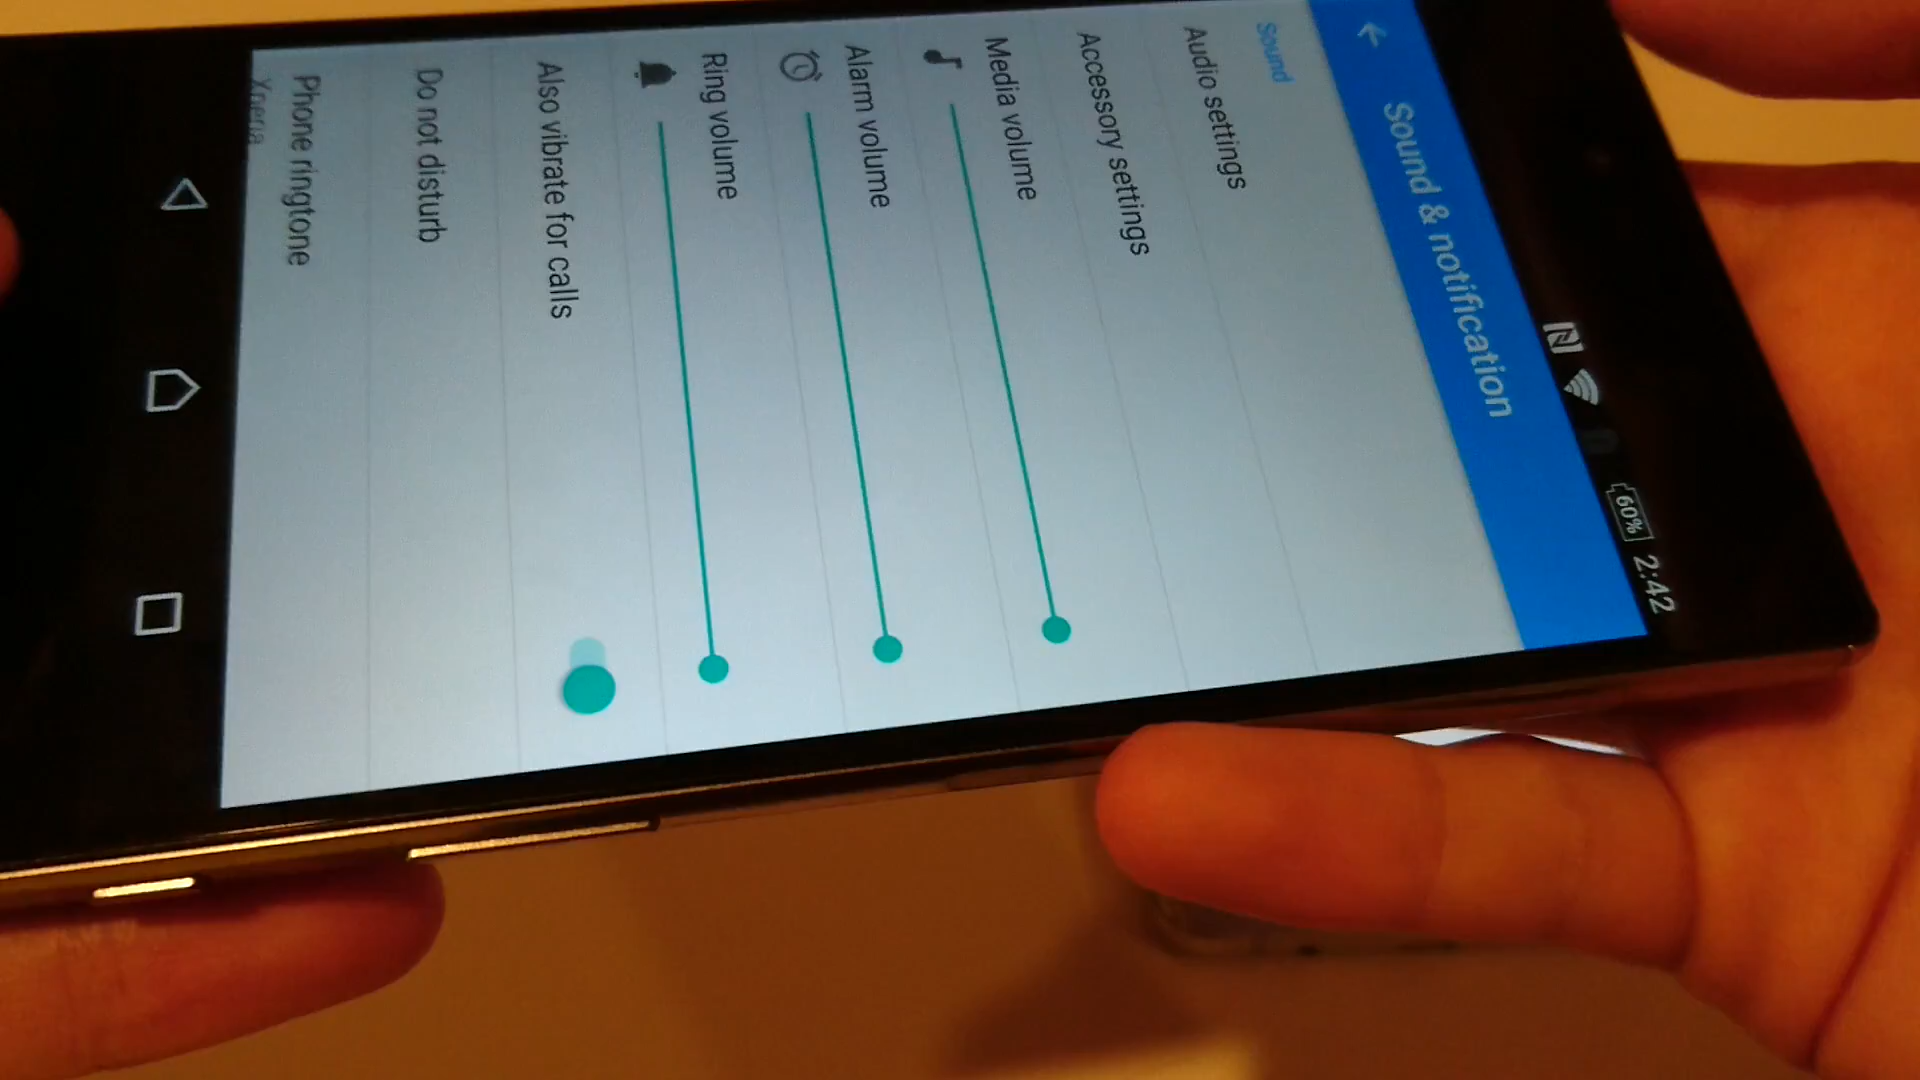 60% 2:42
Sound & notification
Sound
Audio settings
Accessory settings
Media volume
Alarm volume
Ring volume
Also vibrate for calls
Do not disturb
Phone ringtone
Xperia